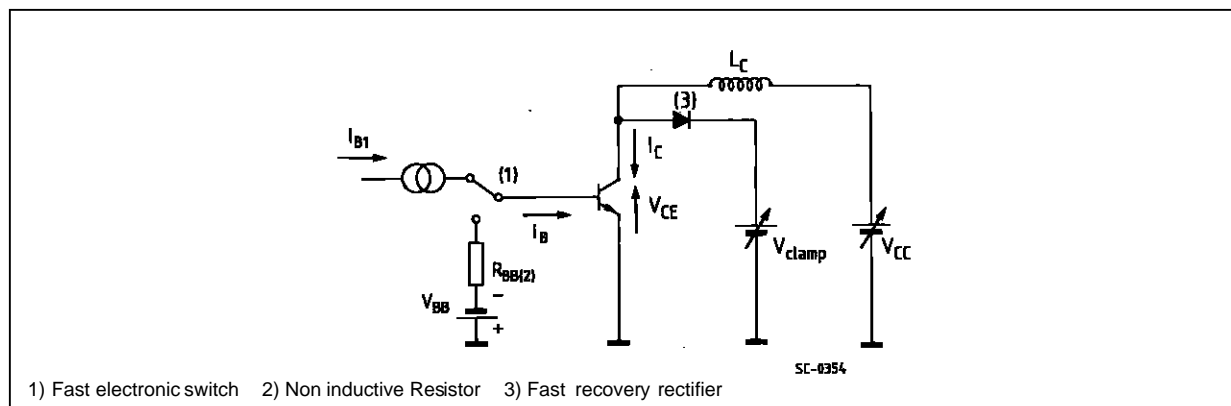 L_C
(3)
I_B1
I_C
(1)
V_CE
i_B
V_clamp
V_CC
R_BB(2)
V_BB
−
+
SC-0354
1) Fast electronic switch 2) Non inductive Resistor 3) Fast recovery rectifier